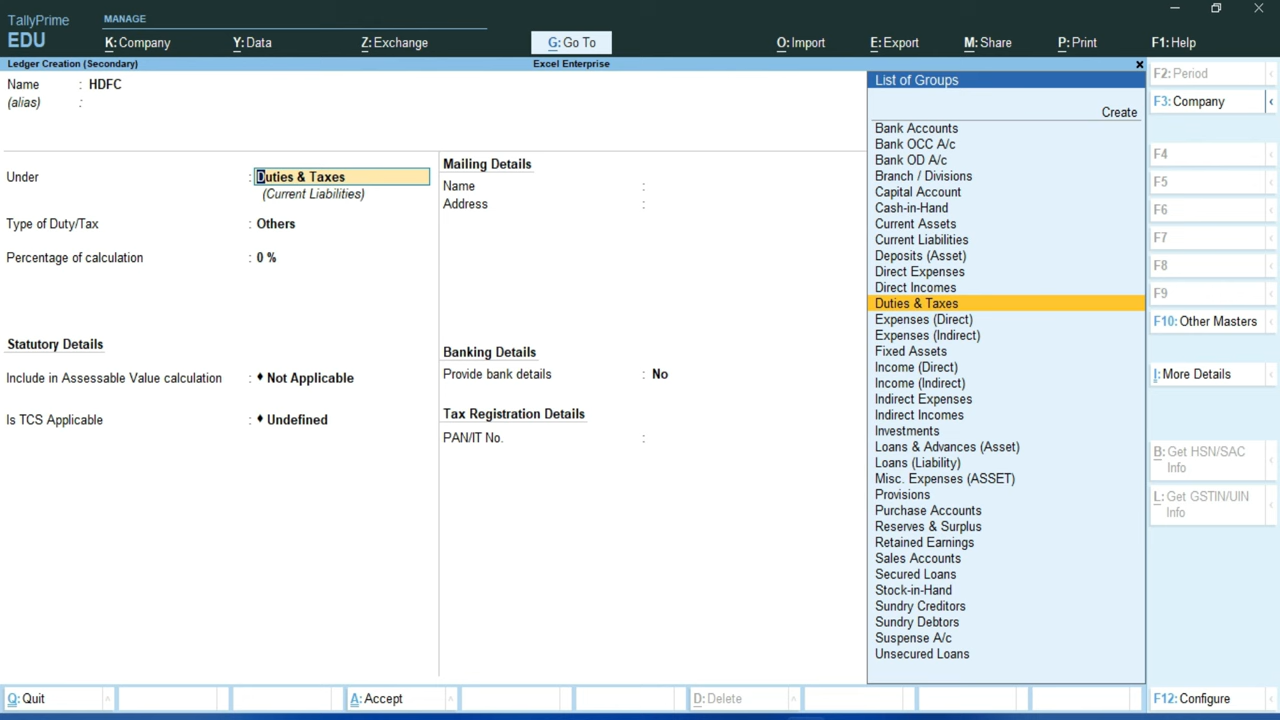 TallyPrime
EDU
MANAGE
K: Company
Y: Data
Z: Exchange
G: Go To
O: Import
E: Export
M: Share
P: Print
F1: Help
Ledger Creation (Secondary)
Excel Enterprise
Name : HDFC
(alias) :
Under : Duties & Taxes
(Current Liabilities)
Type of Duty/Tax : Others
Percentage of calculation : 0 %
Statutory Details
Include in Assessable Value calculation : ♦ Not Applicable
Is TCS Applicable : ♦ Undefined
Mailing Details
Name :
Address :
Banking Details
Provide bank details : No
Tax Registration Details
PAN/IT No. :
List of Groups
Create
Bank Accounts
Bank OCC A/c
Bank OD A/c
Branch / Divisions
Capital Account
Cash-in-Hand
Current Assets
Current Liabilities
Deposits (Asset)
Direct Expenses
Direct Incomes
Duties & Taxes
Expenses (Direct)
Expenses (Indirect)
Fixed Assets
Income (Direct)
Income (Indirect)
Indirect Expenses
Indirect Incomes
Investments
Loans & Advances (Asset)
Loans (Liability)
Misc. Expenses (ASSET)
Provisions
Purchase Accounts
Reserves & Surplus
Retained Earnings
Sales Accounts
Secured Loans
Stock-in-Hand
Sundry Creditors
Sundry Debtors
Suspense A/c
Unsecured Loans
F2: Period
F3: Company
F4
F5
F6
F7
F8
F9
F10: Other Masters
I: More Details
B: Get HSN/SAC
Info
L: Get GSTIN/UIN
Info
Q: Quit
A: Accept
D: Delete
F12: Configure